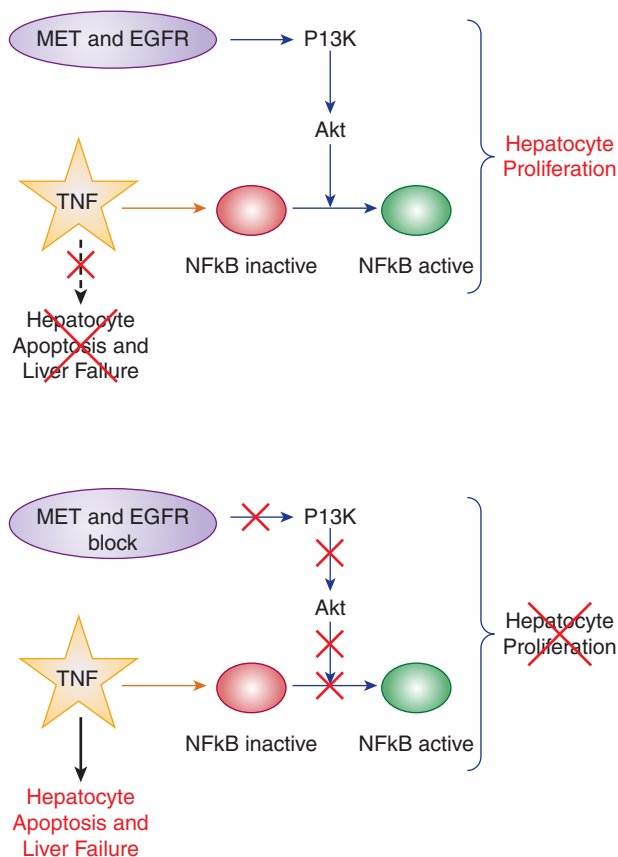 MET and EGFR
P13K
Akt
Hepatocyte
Proliferation
TNF
NFkB inactive
NFkB active
Hepatocyte
Apoptosis and
Liver Failure
MET and EGFR
block
P13K
Akt
Hepatocyte
Proliferation
TNF
NFkB inactive
NFkB active
Hepatocyte
Apoptosis and
Liver Failure